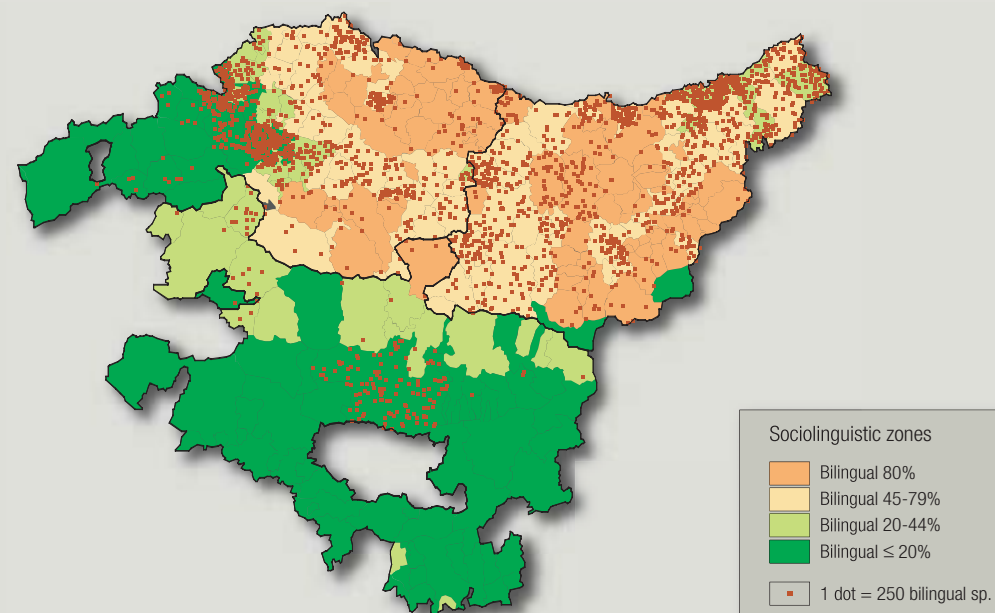 Sociolinguistic zones
Bilingual 80%
Bilingual 45-79%
Bilingual 20-44%
Bilingual ≤ 20%
1 dot = 250 bilingual sp.